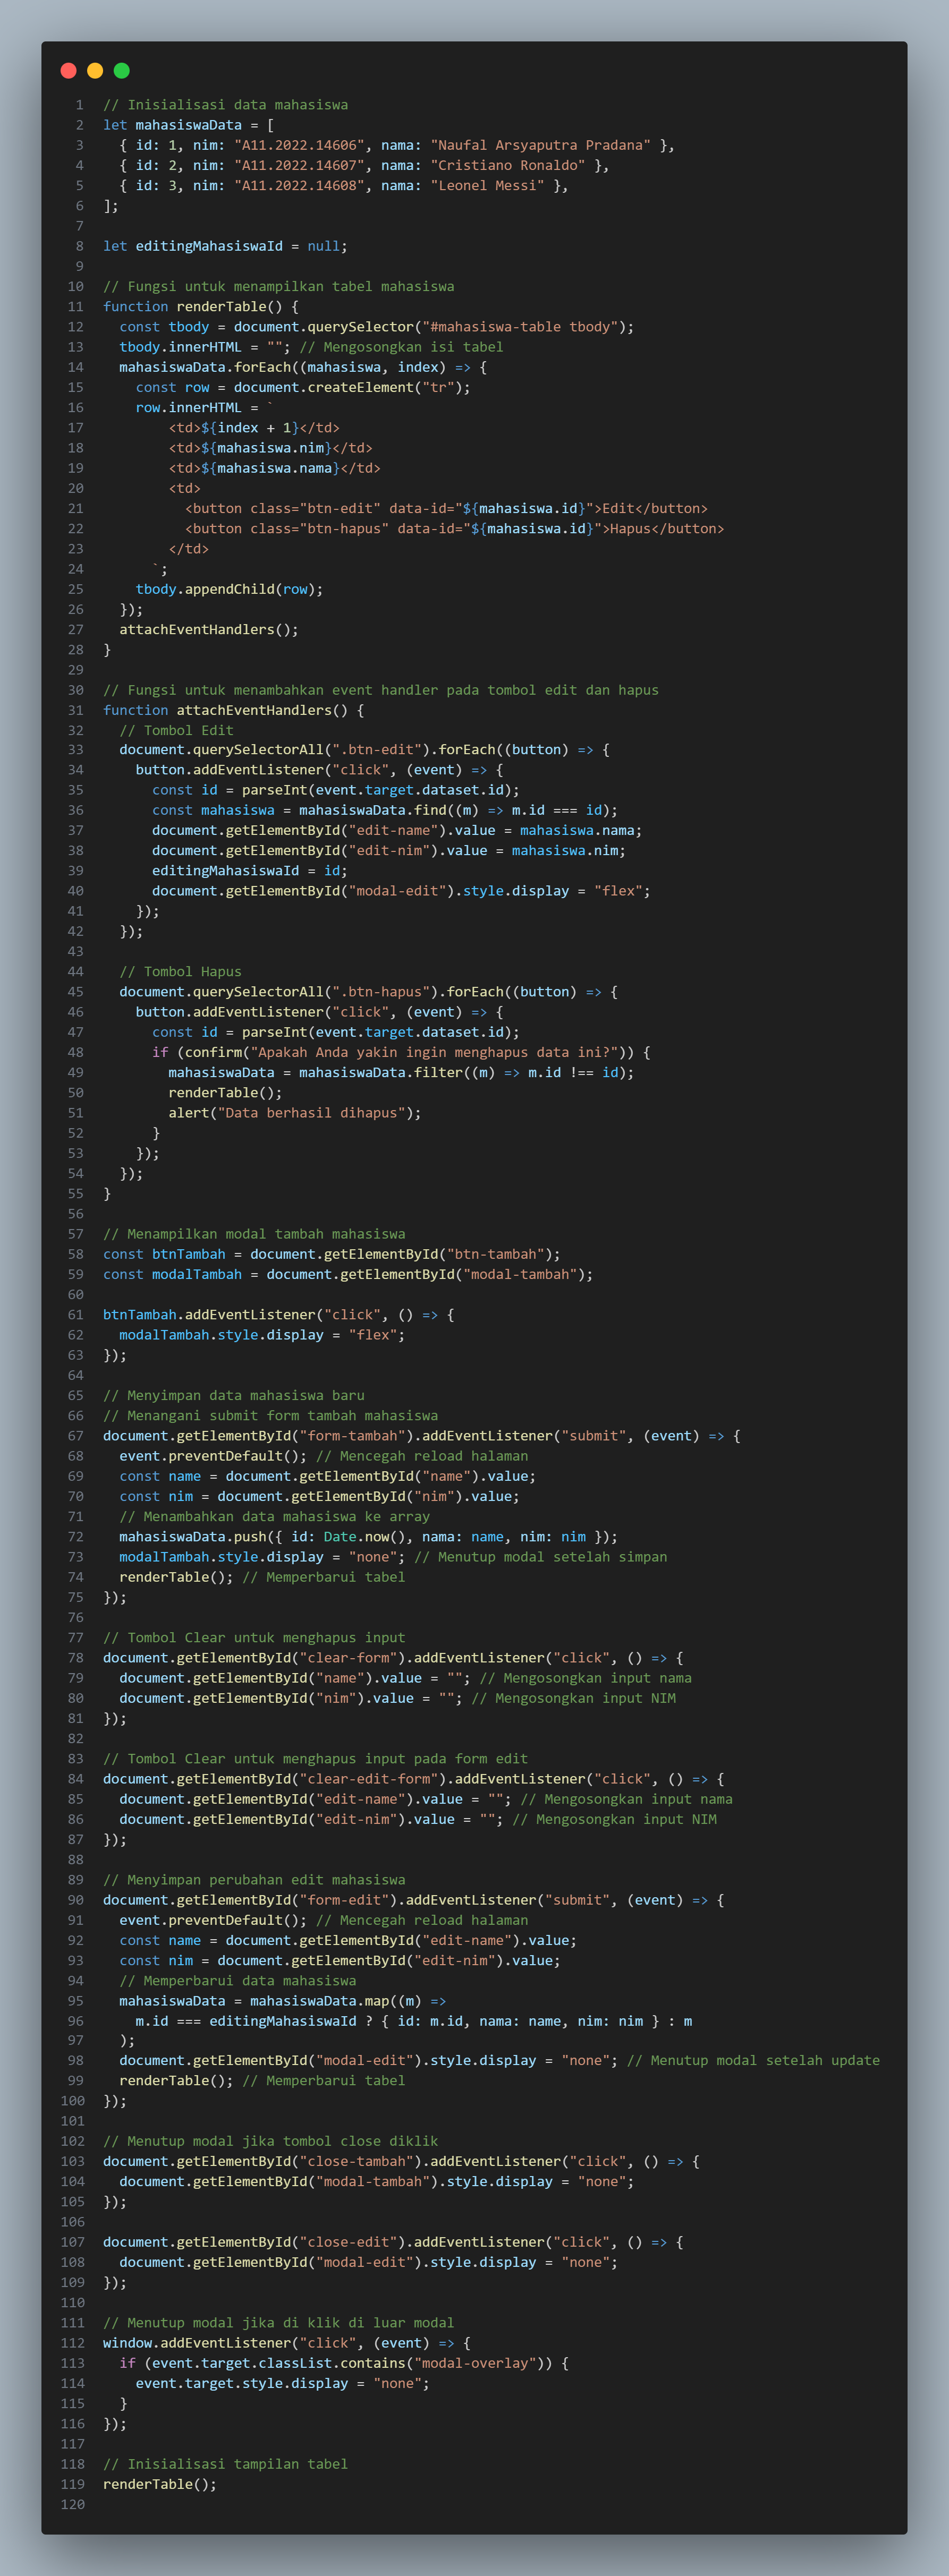 1 // Inisialisasi data mahasiswa
2 let mahasiswaData = [
3   { id: 1, nim: "A11.2022.14606", nama: "Naufal Arsyaputra Pradana" },
4   { id: 2, nim: "A11.2022.14607", nama: "Cristiano Ronaldo" },
5   { id: 3, nim: "A11.2022.14608", nama: "Leonel Messi" },
6 ];
7
8 let editingMahasiswaId = null;
9
10 // Fungsi untuk menampilkan tabel mahasiswa
11 function renderTable() {
12   const tbody = document.querySelector("#mahasiswa-table tbody");
13   tbody.innerHTML = ""; // Mengosongkan isi tabel
14   mahasiswaData.forEach((mahasiswa, index) => {
15     const row = document.createElement("tr");
16     row.innerHTML = `
17         <td>${index + 1}</td>
18         <td>${mahasiswa.nim}</td>
19         <td>${mahasiswa.nama}</td>
20         <td>
21           <button class="btn-edit" data-id="${mahasiswa.id}">Edit</button>
22           <button class="btn-hapus" data-id="${mahasiswa.id}">Hapus</button>
23         </td>
24       `;
25     tbody.appendChild(row);
26   });
27   attachEventHandlers();
28 }
29
30 // Fungsi untuk menambahkan event handler pada tombol edit dan hapus
31 function attachEventHandlers() {
32   // Tombol Edit
33   document.querySelectorAll(".btn-edit").forEach((button) => {
34     button.addEventListener("click", (event) => {
35       const id = parseInt(event.target.dataset.id);
36       const mahasiswa = mahasiswaData.find((m) => m.id === id);
37       document.getElementById("edit-name").value = mahasiswa.nama;
38       document.getElementById("edit-nim").value = mahasiswa.nim;
39       editingMahasiswaId = id;
40       document.getElementById("modal-edit").style.display = "flex";
41     });
42   });
43
44   // Tombol Hapus
45   document.querySelectorAll(".btn-hapus").forEach((button) => {
46     button.addEventListener("click", (event) => {
47       const id = parseInt(event.target.dataset.id);
48       if (confirm("Apakah Anda yakin ingin menghapus data ini?")) {
49         mahasiswaData = mahasiswaData.filter((m) => m.id !== id);
50         renderTable();
51         alert("Data berhasil dihapus");
52       }
53     });
54   });
55 }
56
57 // Menampilkan modal tambah mahasiswa
58 const btnTambah = document.getElementById("btn-tambah");
59 const modalTambah = document.getElementById("modal-tambah");
60
61 btnTambah.addEventListener("click", () => {
62   modalTambah.style.display = "flex";
63 });
64
65 // Menyimpan data mahasiswa baru
66 // Menangani submit form tambah mahasiswa
67 document.getElementById("form-tambah").addEventListener("submit", (event) => {
68   event.preventDefault(); // Mencegah reload halaman
69   const name = document.getElementById("name").value;
70   const nim = document.getElementById("nim").value;
71   // Menambahkan data mahasiswa ke array
72   mahasiswaData.push({ id: Date.now(), nama: name, nim: nim });
73   modalTambah.style.display = "none"; // Menutup modal setelah simpan
74   renderTable(); // Memperbarui tabel
75 });
76
77 // Tombol Clear untuk menghapus input
78 document.getElementById("clear-form").addEventListener("click", () => {
79   document.getElementById("name").value = ""; // Mengosongkan input nama
80   document.getElementById("nim").value = ""; // Mengosongkan input NIM
81 });
82
83 // Tombol Clear untuk menghapus input pada form edit
84 document.getElementById("clear-edit-form").addEventListener("click", () => {
85   document.getElementById("edit-name").value = ""; // Mengosongkan input nama
86   document.getElementById("edit-nim").value = ""; // Mengosongkan input NIM
87 });
88
89 // Menyimpan perubahan edit mahasiswa
90 document.getElementById("form-edit").addEventListener("submit", (event) => {
91   event.preventDefault(); // Mencegah reload halaman
92   const name = document.getElementById("edit-name").value;
93   const nim = document.getElementById("edit-nim").value;
94   // Memperbarui data mahasiswa
95   mahasiswaData = mahasiswaData.map((m) =>
96     m.id === editingMahasiswaId ? { id: m.id, nama: name, nim: nim } : m
97   );
98   document.getElementById("modal-edit").style.display = "none"; // Menutup modal setelah update
99   renderTable(); // Memperbarui tabel
100 });
101
102 // Menutup modal jika tombol close diklik
103 document.getElementById("close-tambah").addEventListener("click", () => {
104   document.getElementById("modal-tambah").style.display = "none";
105 });
106
107 document.getElementById("close-edit").addEventListener("click", () => {
108   document.getElementById("modal-edit").style.display = "none";
109 });
110
111 // Menutup modal jika di klik di luar modal
112 window.addEventListener("click", (event) => {
113   if (event.target.classList.contains("modal-overlay")) {
114     event.target.style.display = "none";
115   }
116 });
117
118 // Inisialisasi tampilan tabel
119 renderTable();
120